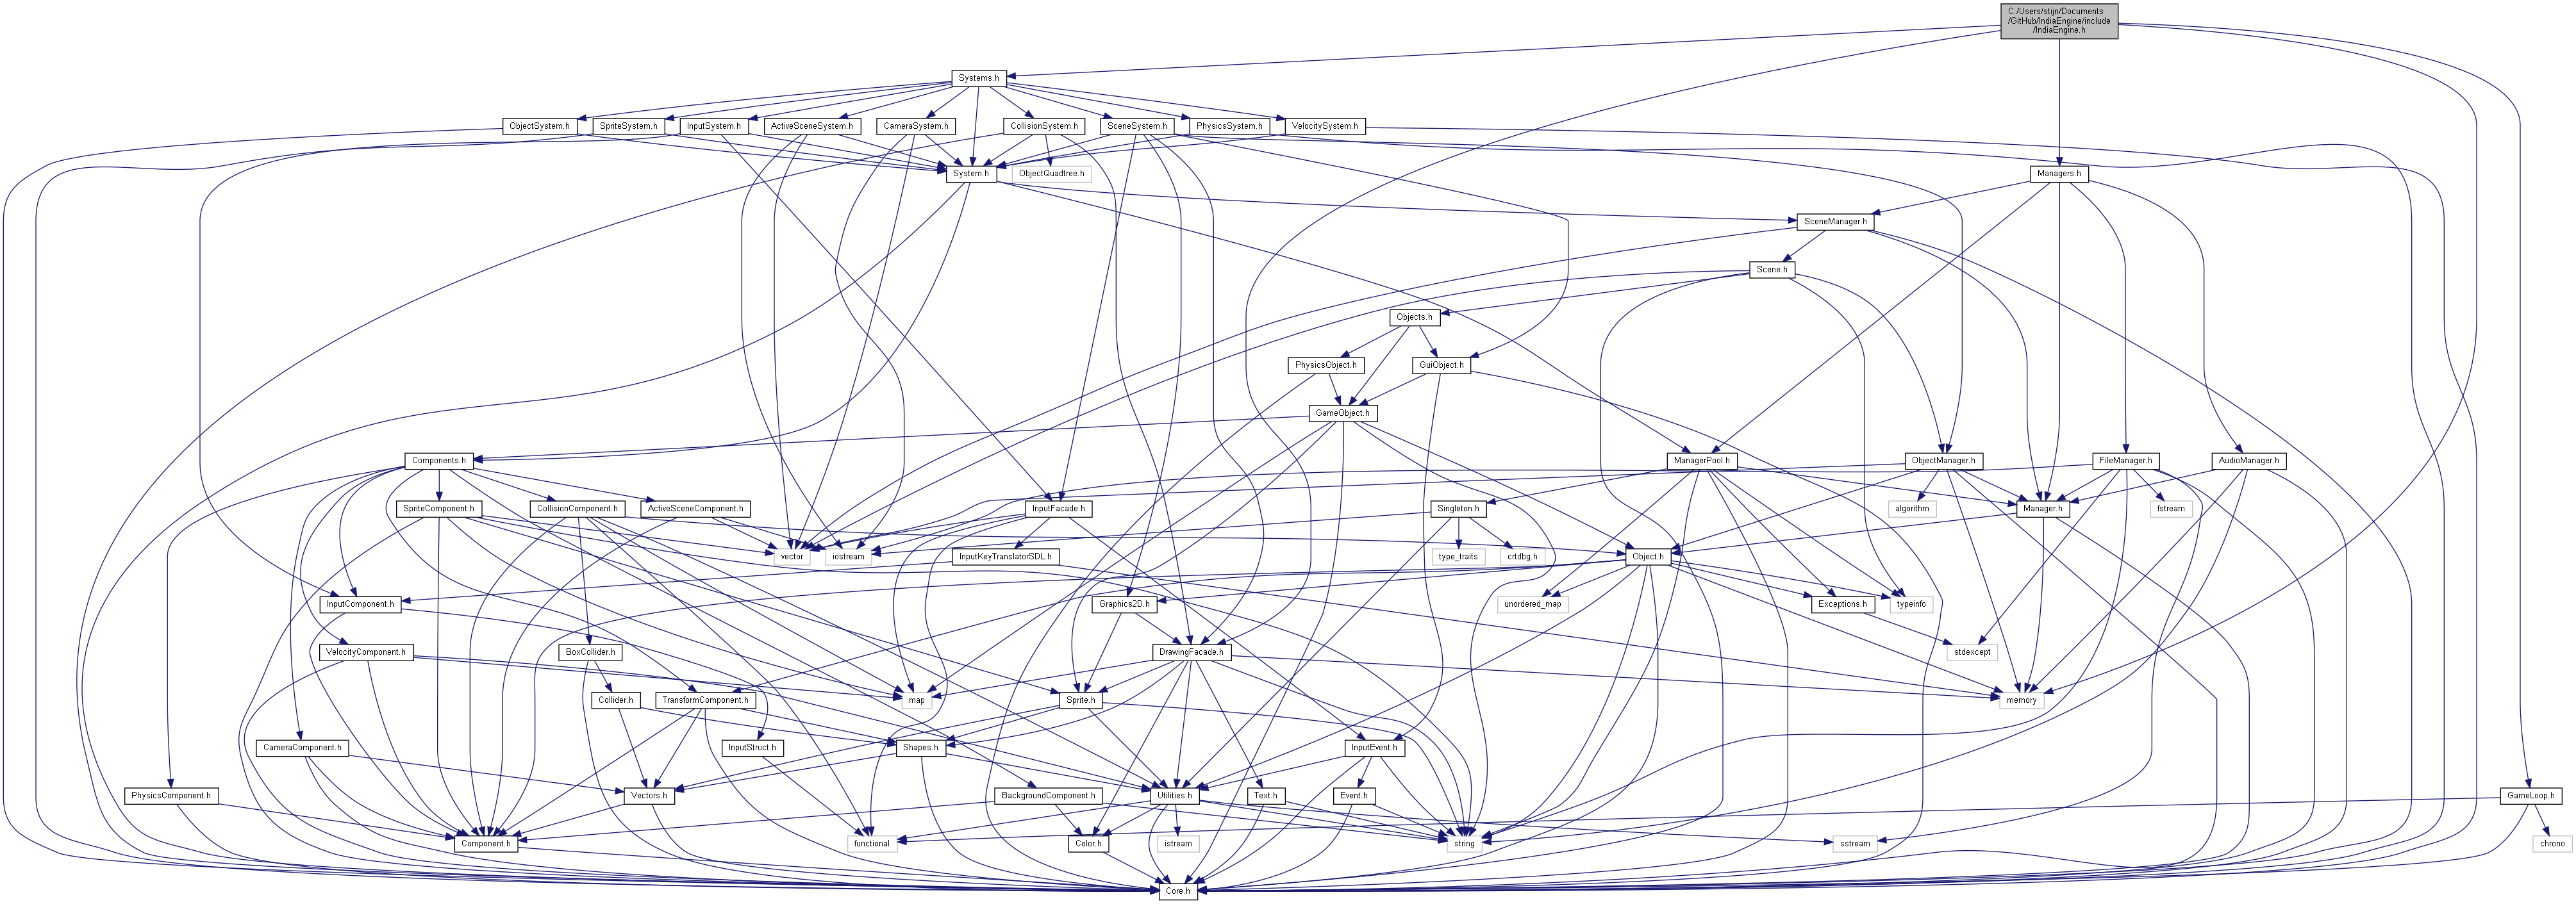 C:/Users/stijn/Documents
/GitHub/IndiaEngine/include
/IndiaEngine.h
Systems.h
ObjectSystem.h
SpriteSystem.h
InputSystem.h
ActiveSceneSystem.h
CameraSystem.h
CollisionSystem.h
SceneSystem.h
PhysicsSystem.h
VelocitySystem.h
System.h
ObjectQuadtree.h
Managers.h
SceneManager.h
Scene.h
Objects.h
PhysicsObject.h
GuiObject.h
GameObject.h
Components.h
ManagerPool.h
ObjectManager.h
FileManager.h
AudioManager.h
SpriteComponent.h
CollisionComponent.h
ActiveSceneComponent.h
InputFacade.h
Singleton.h
algorithm
Manager.h
fstream
vector
iostream
InputKeyTranslatorSDL.h
type_traits
crtdbg.h
Object.h
InputComponent.h
Graphics2D.h
unordered_map
Exceptions.h
typeinfo
VelocityComponent.h
BoxCollider.h
DrawingFacade.h
stdexcept
Collider.h
TransformComponent.h
map
Sprite.h
memory
CameraComponent.h
InputStruct.h
Shapes.h
InputEvent.h
PhysicsComponent.h
Vectors.h
BackgroundComponent.h
Utilities.h
Text.h
Event.h
GameLoop.h
Component.h
functional
Color.h
istream
string
sstream
chrono
Core.h